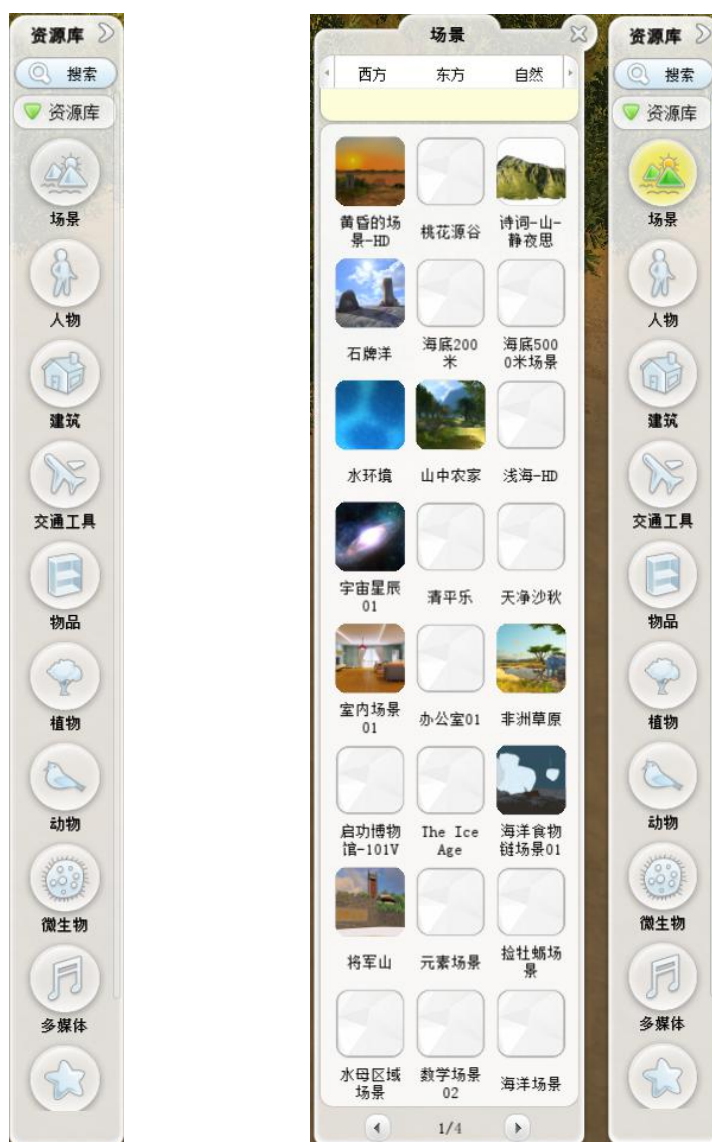 资源库
搜索
资源库
场景
人物
建筑
交通工具
物品
植物
动物
微生物
多媒体
场景
西方 东方 自然
黄昏的场
景-HD
桃花源谷
诗词-山-
静夜思
石牌洋
海底200
米
海底500
0米场景
水环境
山中农家
浅海-HD
宇宙星辰
01
清平乐
天净沙秋
室内场景
01
办公室01
非洲草原
启功博物
馆-101V
The Ice
Age
海洋食物
链场景01
将军山
元素场景
捡牡蛎场
景
水母区域
场景
数学场景
02
海洋场景
1/4
资源库
搜索
资源库
场景
人物
建筑
交通工具
物品
植物
动物
微生物
多媒体